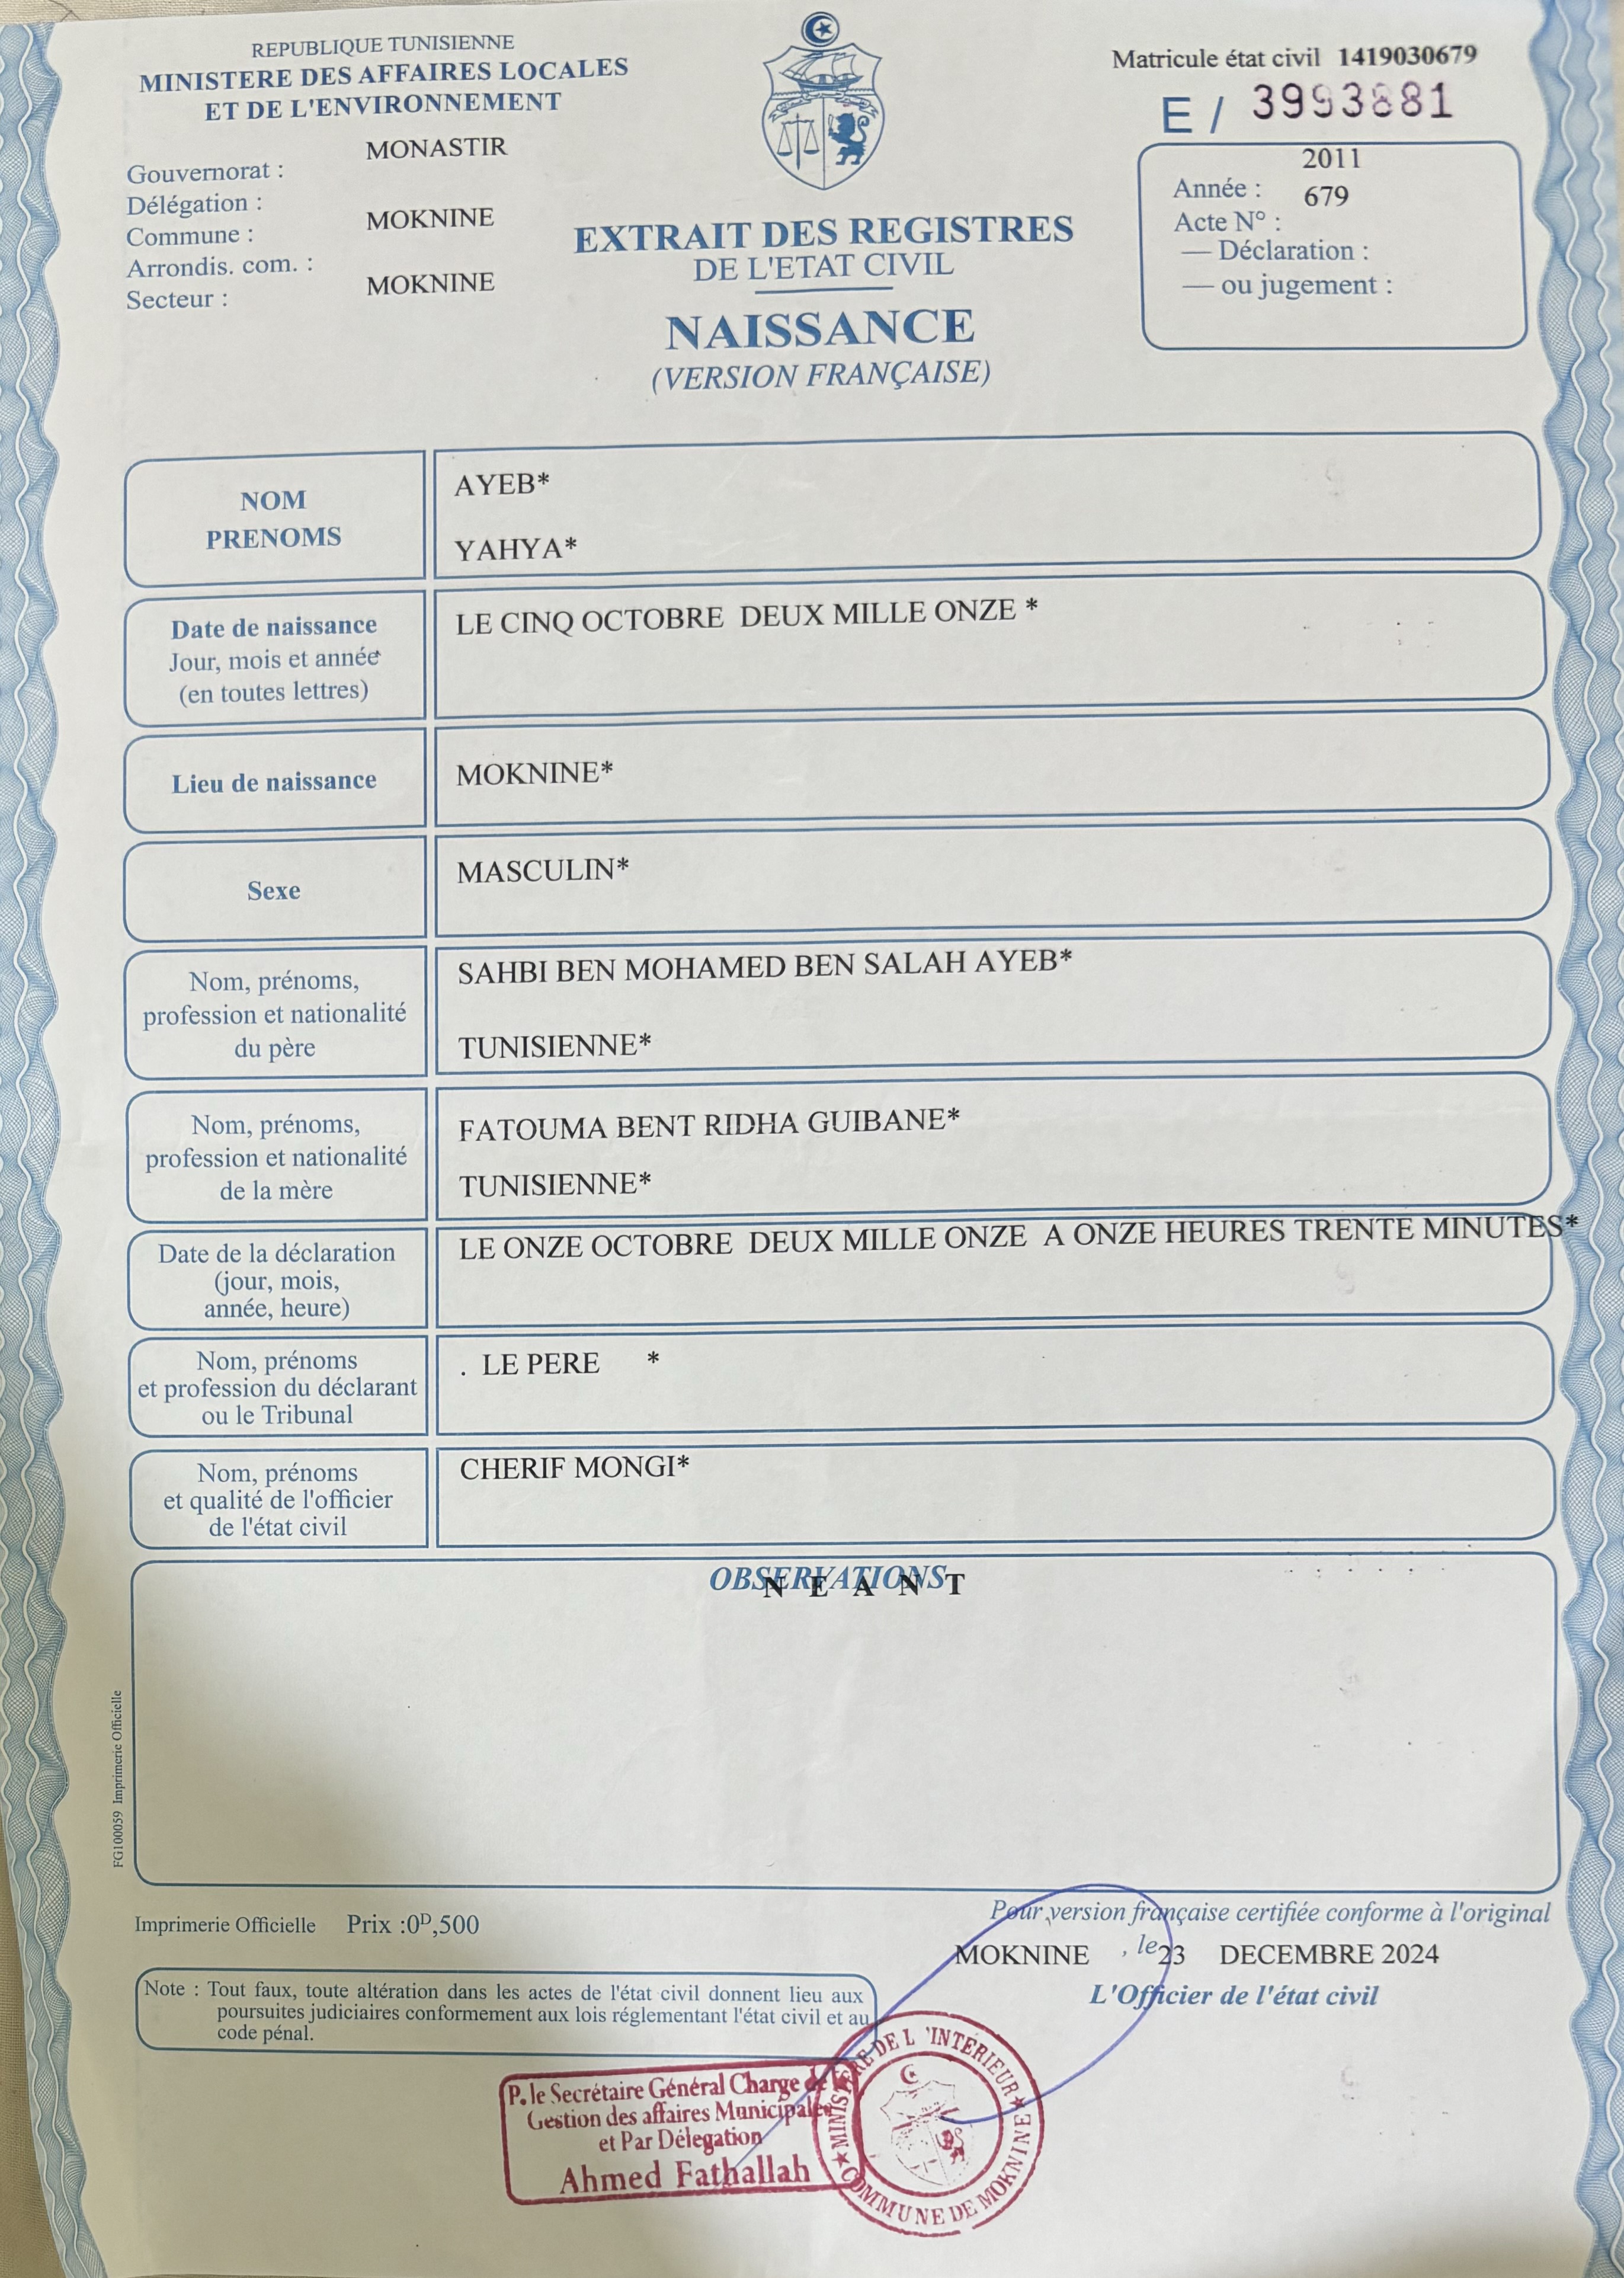 REPUBLIQUE TUNISIENNE
MINISTERE DES AFFAIRES LOCALES
ET DE L'ENVIRONNEMENT
Gouvernorat : MONASTIR
Délégation :
Commune : MOKNINE
Arrondis. com. :
Secteur : MOKNINE
EXTRAIT DES REGISTRES
DE L'ETAT CIVIL
NAISSANCE
(VERSION FRANÇAISE)
Matricule état civil 1419030679
E / 3993881
Année : 2011
Acte N° : 679
— Déclaration :
— ou jugement :
NOM
PRENOMS
AYEB*
YAHYA*
Date de naissance
Jour, mois et année
(en toutes lettres)
LE CINQ OCTOBRE DEUX MILLE ONZE *
Lieu de naissance
MOKNINE*
Sexe
MASCULIN*
Nom, prénoms,
profession et nationalité
du père
SAHBI BEN MOHAMED BEN SALAH AYEB*
TUNISIENNE*
Nom, prénoms,
profession et nationalité
de la mère
FATOUMA BENT RIDHA GUIBANE*
TUNISIENNE*
Date de la déclaration
(jour, mois,
année, heure)
LE ONZE OCTOBRE DEUX MILLE ONZE A ONZE HEURES TRENTE MINUTES*
Nom, prénoms
et profession du déclarant
ou le Tribunal
. LE PERE *
Nom, prénoms
et qualité de l'officier
de l'état civil
CHERIF MONGI*
OBSERVATIONS
N E A N T
FG100059 Imprimerie Officielle
Imprimerie Officielle Prix :0ᴰ,500
Pour version française certifiée conforme à l'original
MOKNINE , le 23 DECEMBRE 2024
L'Officier de l'état civil
Note : Tout faux, toute altération dans les actes de l'état civil donnent lieu aux
poursuites judiciaires conformement aux lois réglementant l'état civil et au
code pénal.
P. le Secrétaire Général Charge de la
Gestion des affaires Municipales
et Par Délegation
Ahmed Fathallah
MINISTERE DE L 'INTERIEUR
COMMUNE DE MOKNINE